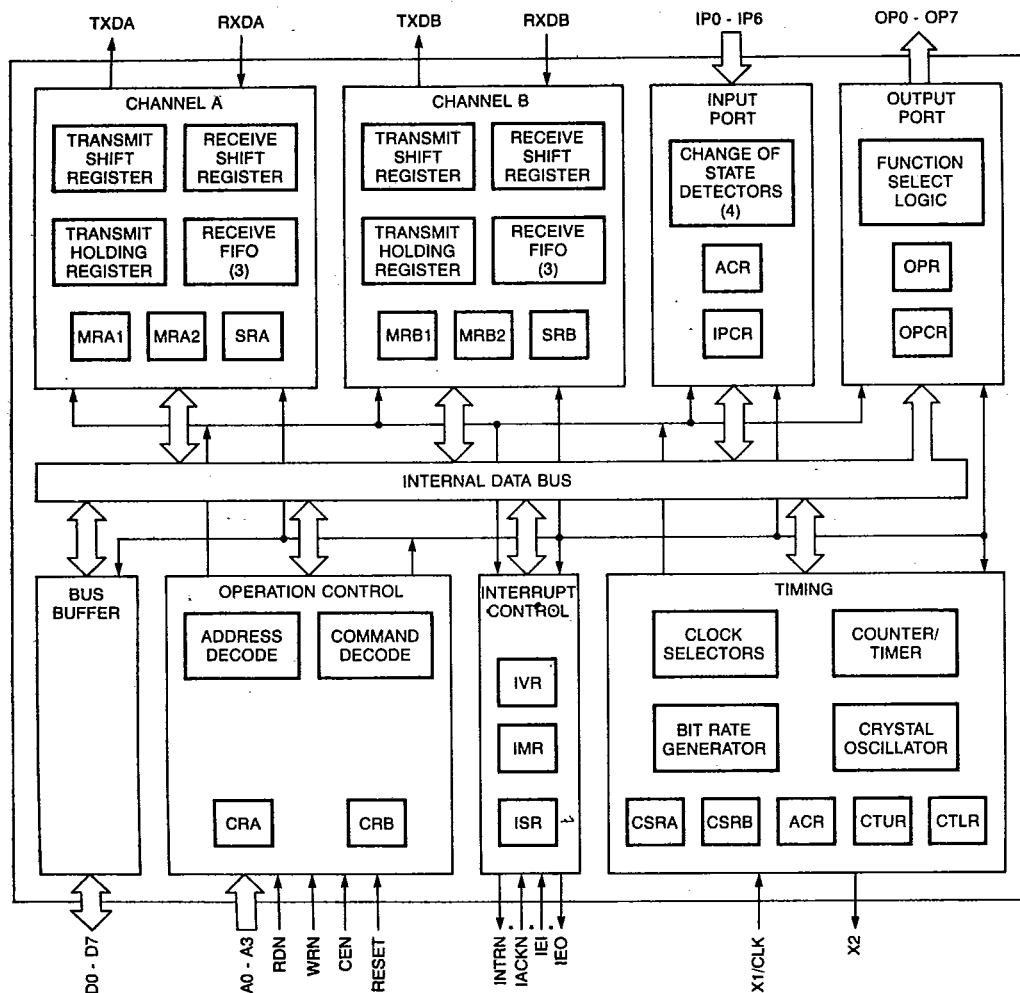 TXDA
RXDA
TXDB
RXDB
IP0 - IP6
OP0 - OP7
CHANNEL A
TRANSMIT
SHIFT
REGISTER
RECEIVE
SHIFT
REGISTER
TRANSMIT
HOLDING
REGISTER
RECEIVE
FIFO
(3)
MRA1
MRA2
SRA
CHANNEL B
TRANSMIT
SHIFT
REGISTER
RECEIVE
SHIFT
REGISTER
TRANSMIT
HOLDING
REGISTER
RECEIVE
FIFO
(3)
MRB1
MRB2
SRB
INPUT
PORT
CHANGE OF
STATE
DETECTORS
(4)
ACR
IPCR
OUTPUT
PORT
FUNCTION
SELECT
LOGIC
OPR
OPCR
INTERNAL DATA BUS
BUS
BUFFER
OPERATION CONTROL
ADDRESS
DECODE
COMMAND
DECODE
CRA
CRB
INTERRUPT
CONTROL
IVR
IMR
ISR
TIMING
CLOCK
SELECTORS
COUNTER/
TIMER
BIT RATE
GENERATOR
CRYSTAL
OSCILLATOR
CSRA
CSRB
ACR
CTUR
CTLR
D0 - D7
A0 - A3
RDN
WRN
CEN
RESET
INTRN
IACKN
IEI
IEO
X1/CLK
X2